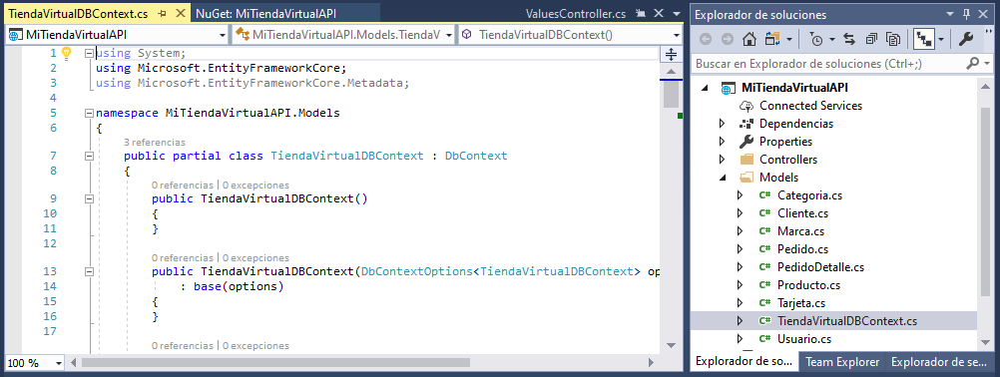 TiendaVirtualDBContext.cs
NuGet: MiTiendaVirtualAPI
ValuesController.cs
MiTiendaVirtualAPI
MiTiendaVirtualAPI.Models.TiendaV
TiendaVirtualDBContext()
1 using System;
2 using Microsoft.EntityFrameworkCore;
3 using Microsoft.EntityFrameworkCore.Metadata;
4
5 namespace MiTiendaVirtualAPI.Models
6 {
3 referencias
7 public partial class TiendaVirtualDBContext : DbContext
8 {
0 referencias | 0 excepciones
9 public TiendaVirtualDBContext()
10 {
11 }
12
0 referencias | 0 excepciones
13 public TiendaVirtualDBContext(DbContextOptions<TiendaVirtualDBContext> op
14 : base(options)
15 {
16 }
17
0 referencias | 0 excepciones
100 %
Explorador de soluciones
Buscar en Explorador de soluciones (Ctrl+;)
MiTiendaVirtualAPI
Connected Services
Dependencias
Properties
Controllers
Models
C# Categoria.cs
C# Cliente.cs
C# Marca.cs
C# Pedido.cs
C# PedidoDetalle.cs
C# Producto.cs
C# Tarjeta.cs
C# TiendaVirtualDBContext.cs
C# Usuario.cs
Explorador de so...
Team Explorer
Explorador de se...